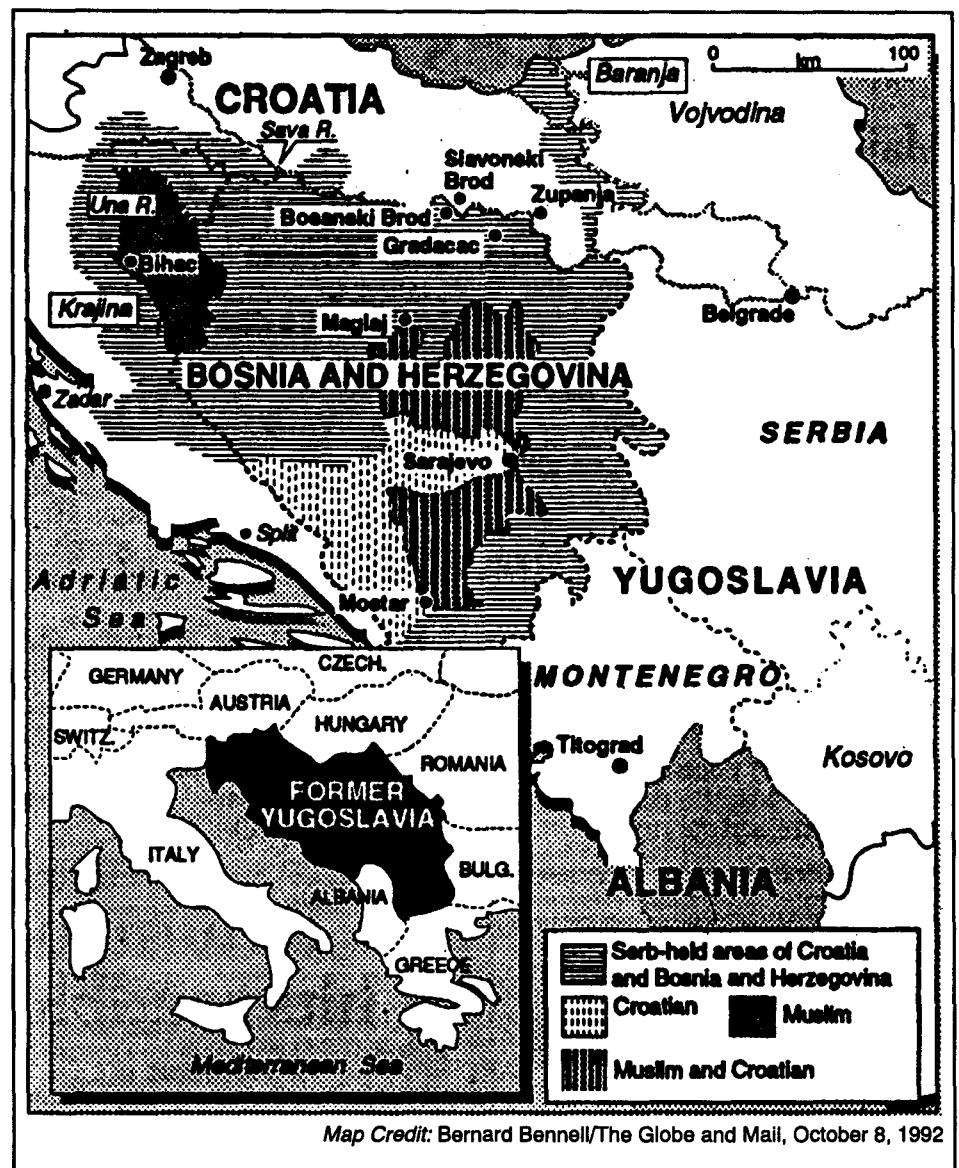 0 100
km
Zagreb
CROATIA
Sava R.
Baranja
Vojvodina
Slavonski
Brod
Zupanja
Una R.
Bosanski Brod
Gradacac
Bihac
Krajina
Maglaj
Belgrade
BOSNIA AND HERZEGOVINA
Zadar
SERBIA
Sarajevo
Split
Adriatic
Sea
Mostar
YUGOSLAVIA
MONTENEGRO
Titograd
Kosovo
ALBANIA
GERMANY
CZECH.
AUSTRIA
SWITZ.
HUNGARY
ROMANIA
FORMER
YUGOSLAVIA
ITALY
BULG.
ALBANIA
GREECE
Mediterranean Sea
Serb-held areas of Croatia
and Bosnia and Herzegovina
Croatian
Muslim
Muslim and Croatian
Map Credit: Bernard Bennell/The Globe and Mail, October 8, 1992